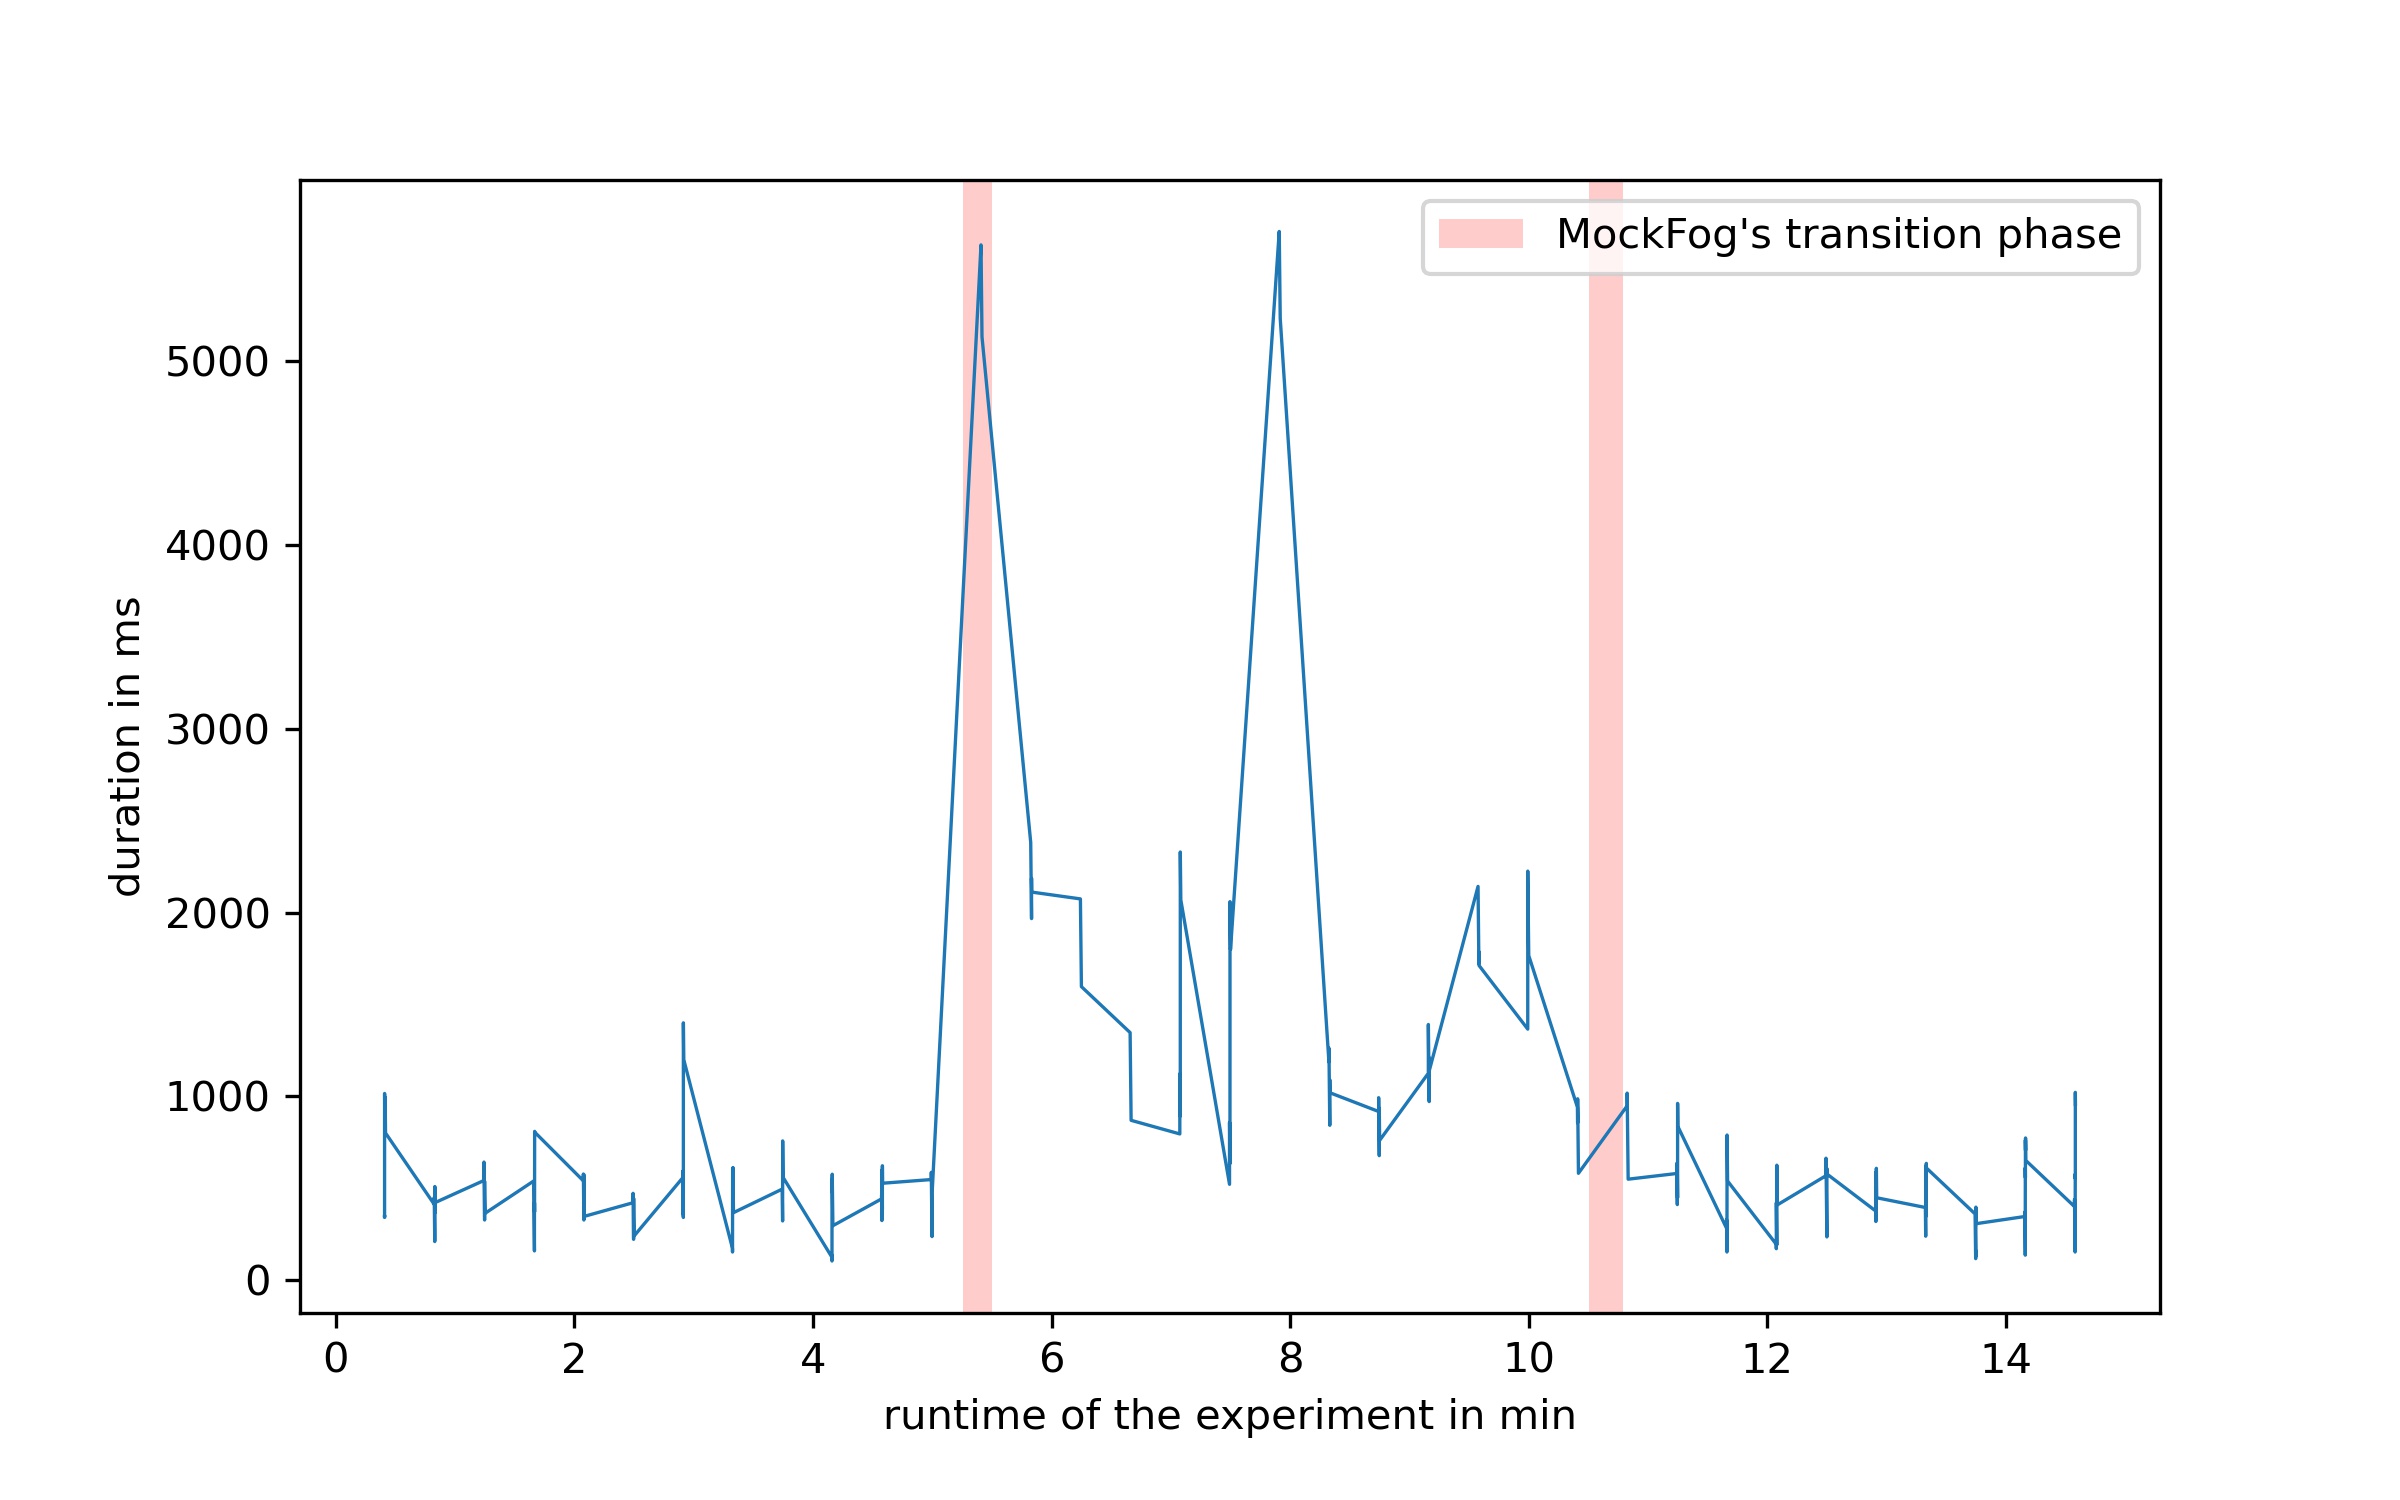 MockFog's transition phase
5000
4000
3000
2000
1000
0
duration in ms
0 2 4 6 8 10 12 14
runtime of the experiment in min